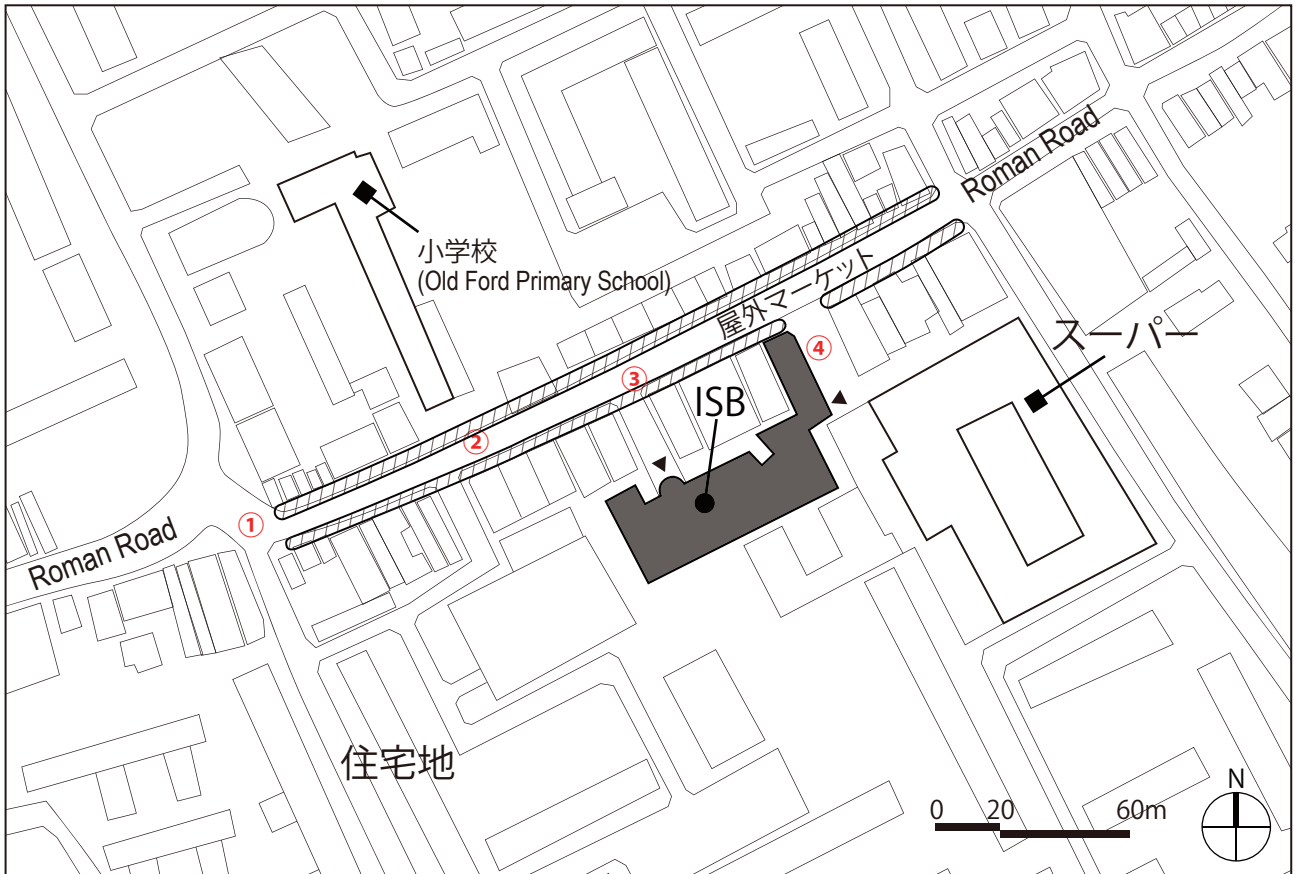 Roman Road
小学校
(Old Ford Primary School)
屋外マーケット
スーパー
④
③
ISB
②
①
Roman Road
住宅地
0 20 60m
N